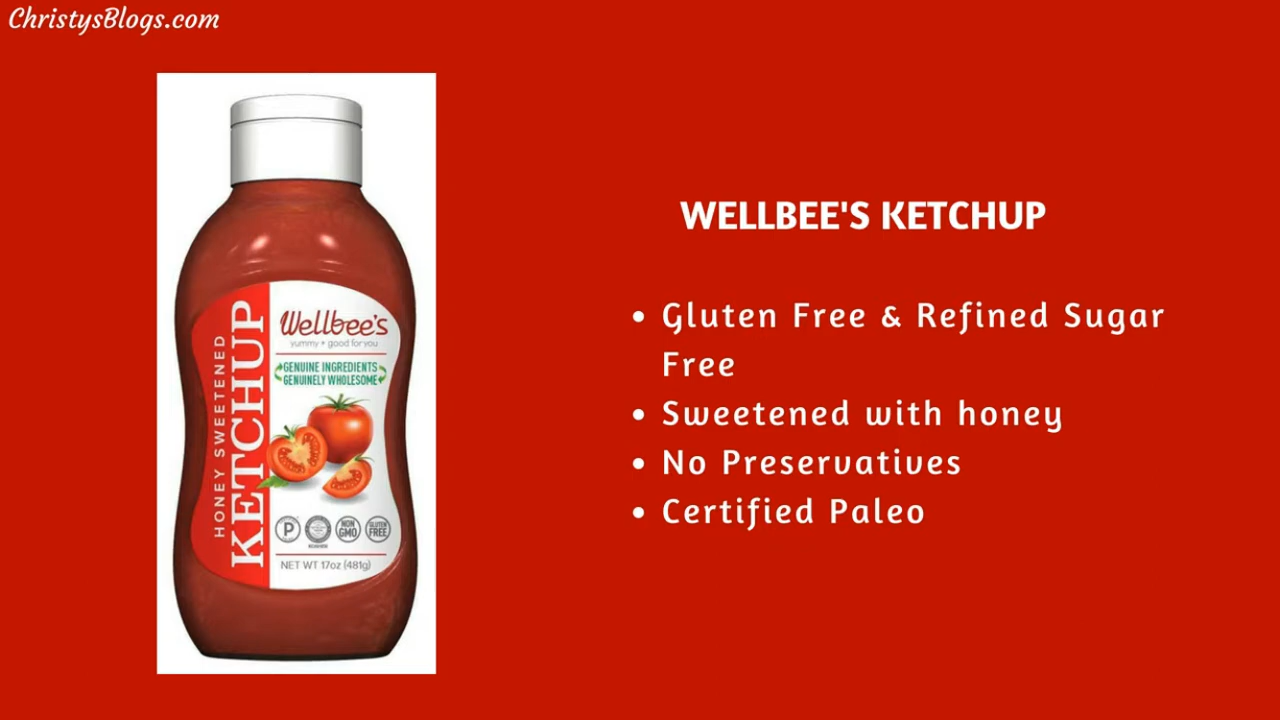 ChristysBlogs.com
WELLBEE'S KETCHUP
• Gluten Free & Refined Sugar
Free
• Sweetened with honey
• No Preservatives
• Certified Paleo
HONEY SWEETENED
KETCHUP
Wellbee's
yummy + good for you
GENUINE INGREDIENTS
GENUINELY WHOLESOME
P
NON
GMO
GLUTEN
FREE
NET WT 17oz (481g)